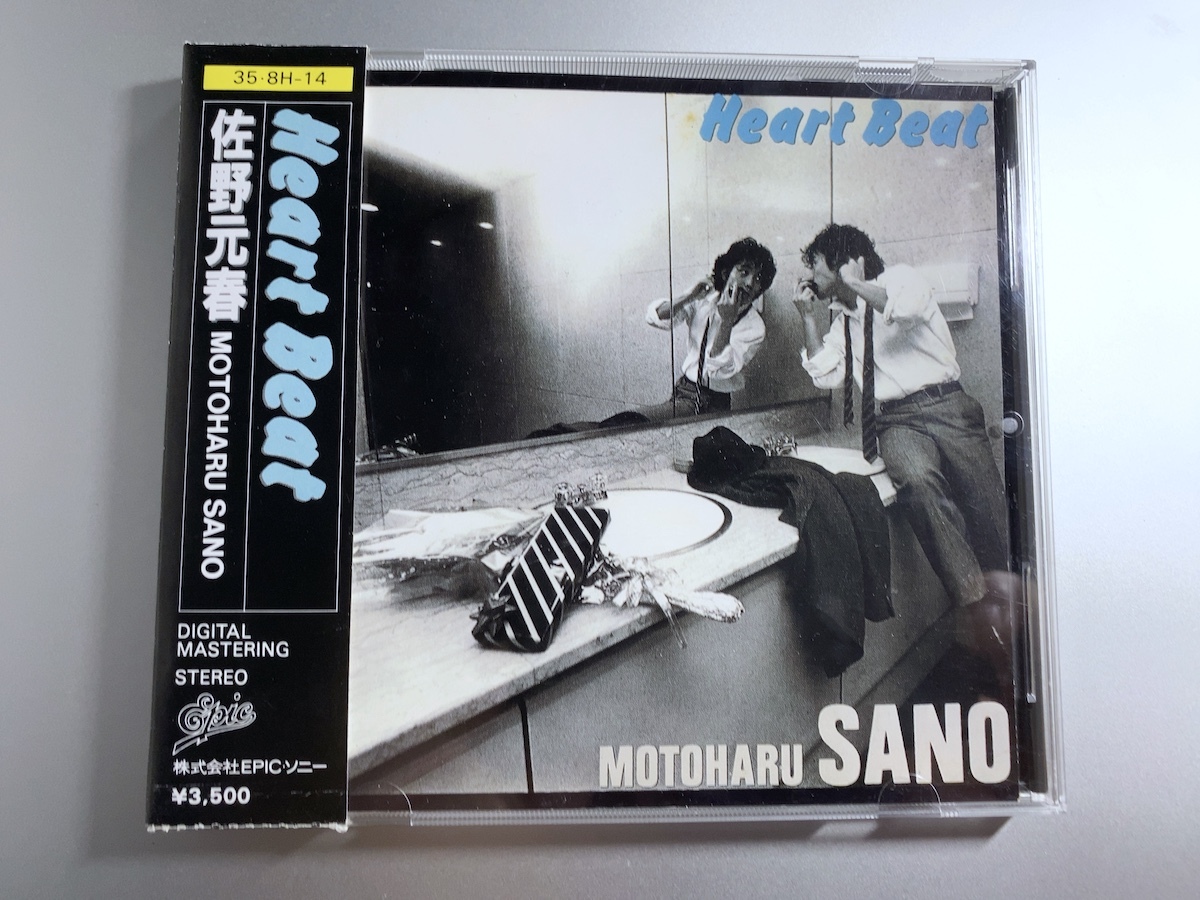 35・8H-14
Heart Beat
佐野元春 MOTOHARU SANO
DIGITAL
MASTERING
STEREO
Epic
株式会社EPIC・ソニー
¥3,500
Heart Beat
MOTOHARU SANO